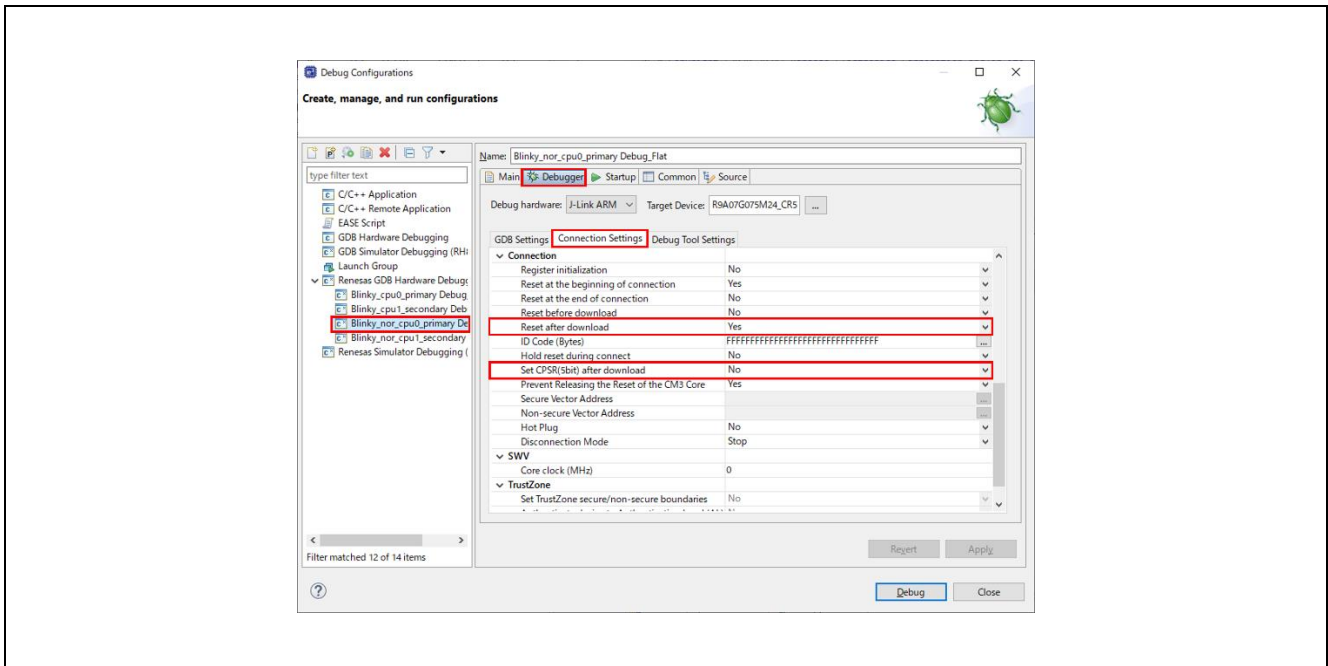 Debug Configurations
Create, manage, and run configurations
type filter text
C/C++ Application
C/C++ Remote Application
EASE Script
GDB Hardware Debugging
GDB Simulator Debugging (RH
Launch Group
Renesas GDB Hardware Debug
Blinky_cpu0_primary Debug
Blinky_cpu1_secondary Deb
Blinky_nor_cpu0_primary De
Blinky_nor_cpu1_secondary
Renesas Simulator Debugging (
Filter matched 12 of 14 items
Name: Blinky_nor_cpu0_primary Debug_Flat
Main Debugger Startup Common Source
Debug hardware: J-Link ARM Target Device: R9A07G075M24_CR5 ...
GDB Settings Connection Settings Debug Tool Settings
Connection
Register initialization No
Reset at the beginning of connection Yes
Reset at the end of connection No
Reset before download No
Reset after download Yes
ID Code (Bytes) FFFFFFFFFFFFFFFFFFFFFFFFFFFFFFFF ...
Hold reset during connect No
Set CPSR(5bit) after download No
Prevent Releasing the Reset of the CM3 Core Yes
Secure Vector Address ...
Non-secure Vector Address ...
Hot Plug No
Disconnection Mode Stop
SWV
Core clock (MHz) 0
TrustZone
Set TrustZone secure/non-secure boundaries No
Revert Apply
Debug Close